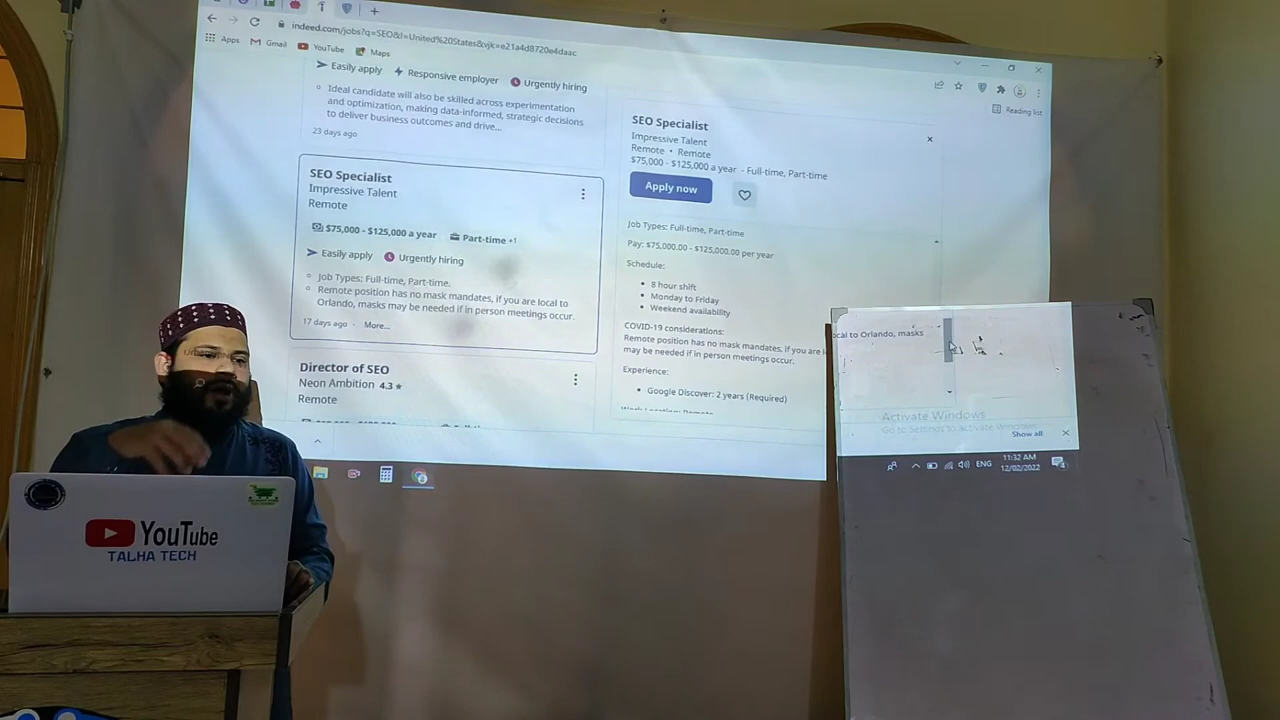 indeed.com/jobs?q=SEO&l=United%20States&vjk=e21a4d8720e4daac
Apps Gmail YouTube Maps
Reading list
Easily apply Responsive employer Urgently hiring
Ideal candidate will also be skilled across experimentation
and optimization, making data-informed, strategic decisions
to deliver business outcomes and drive...
23 days ago
SEO Specialist
Impressive Talent
Remote
$75,000 - $125,000 a year Part-time +1
Easily apply Urgently hiring
Job Types: Full-time, Part-time.
Remote position has no mask mandates, if you are local to
Orlando, masks may be needed if in person meetings occur.
17 days ago · More...
Director of SEO
Neon Ambition 4.3 ★
Remote
SEO Specialist
Impressive Talent
Remote • Remote
$75,000 - $125,000 a year - Full-time, Part-time
Apply now
Job Types: Full-time, Part-time
Pay: $75,000.00 - $125,000.00 per year
Schedule:
• 8 hour shift
• Monday to Friday
• Weekend availability
COVID-19 considerations:
Remote position has no mask mandates, if you are
ocal to Orlando, masks
may be needed if in person meetings occur.
Experience:
• Google Discover: 2 years (Required)
Activate Windows
Go to Settings to activate Windows.
Show all
ENG
11:32 AM
12/02/2022
YouTube
TALHA TECH